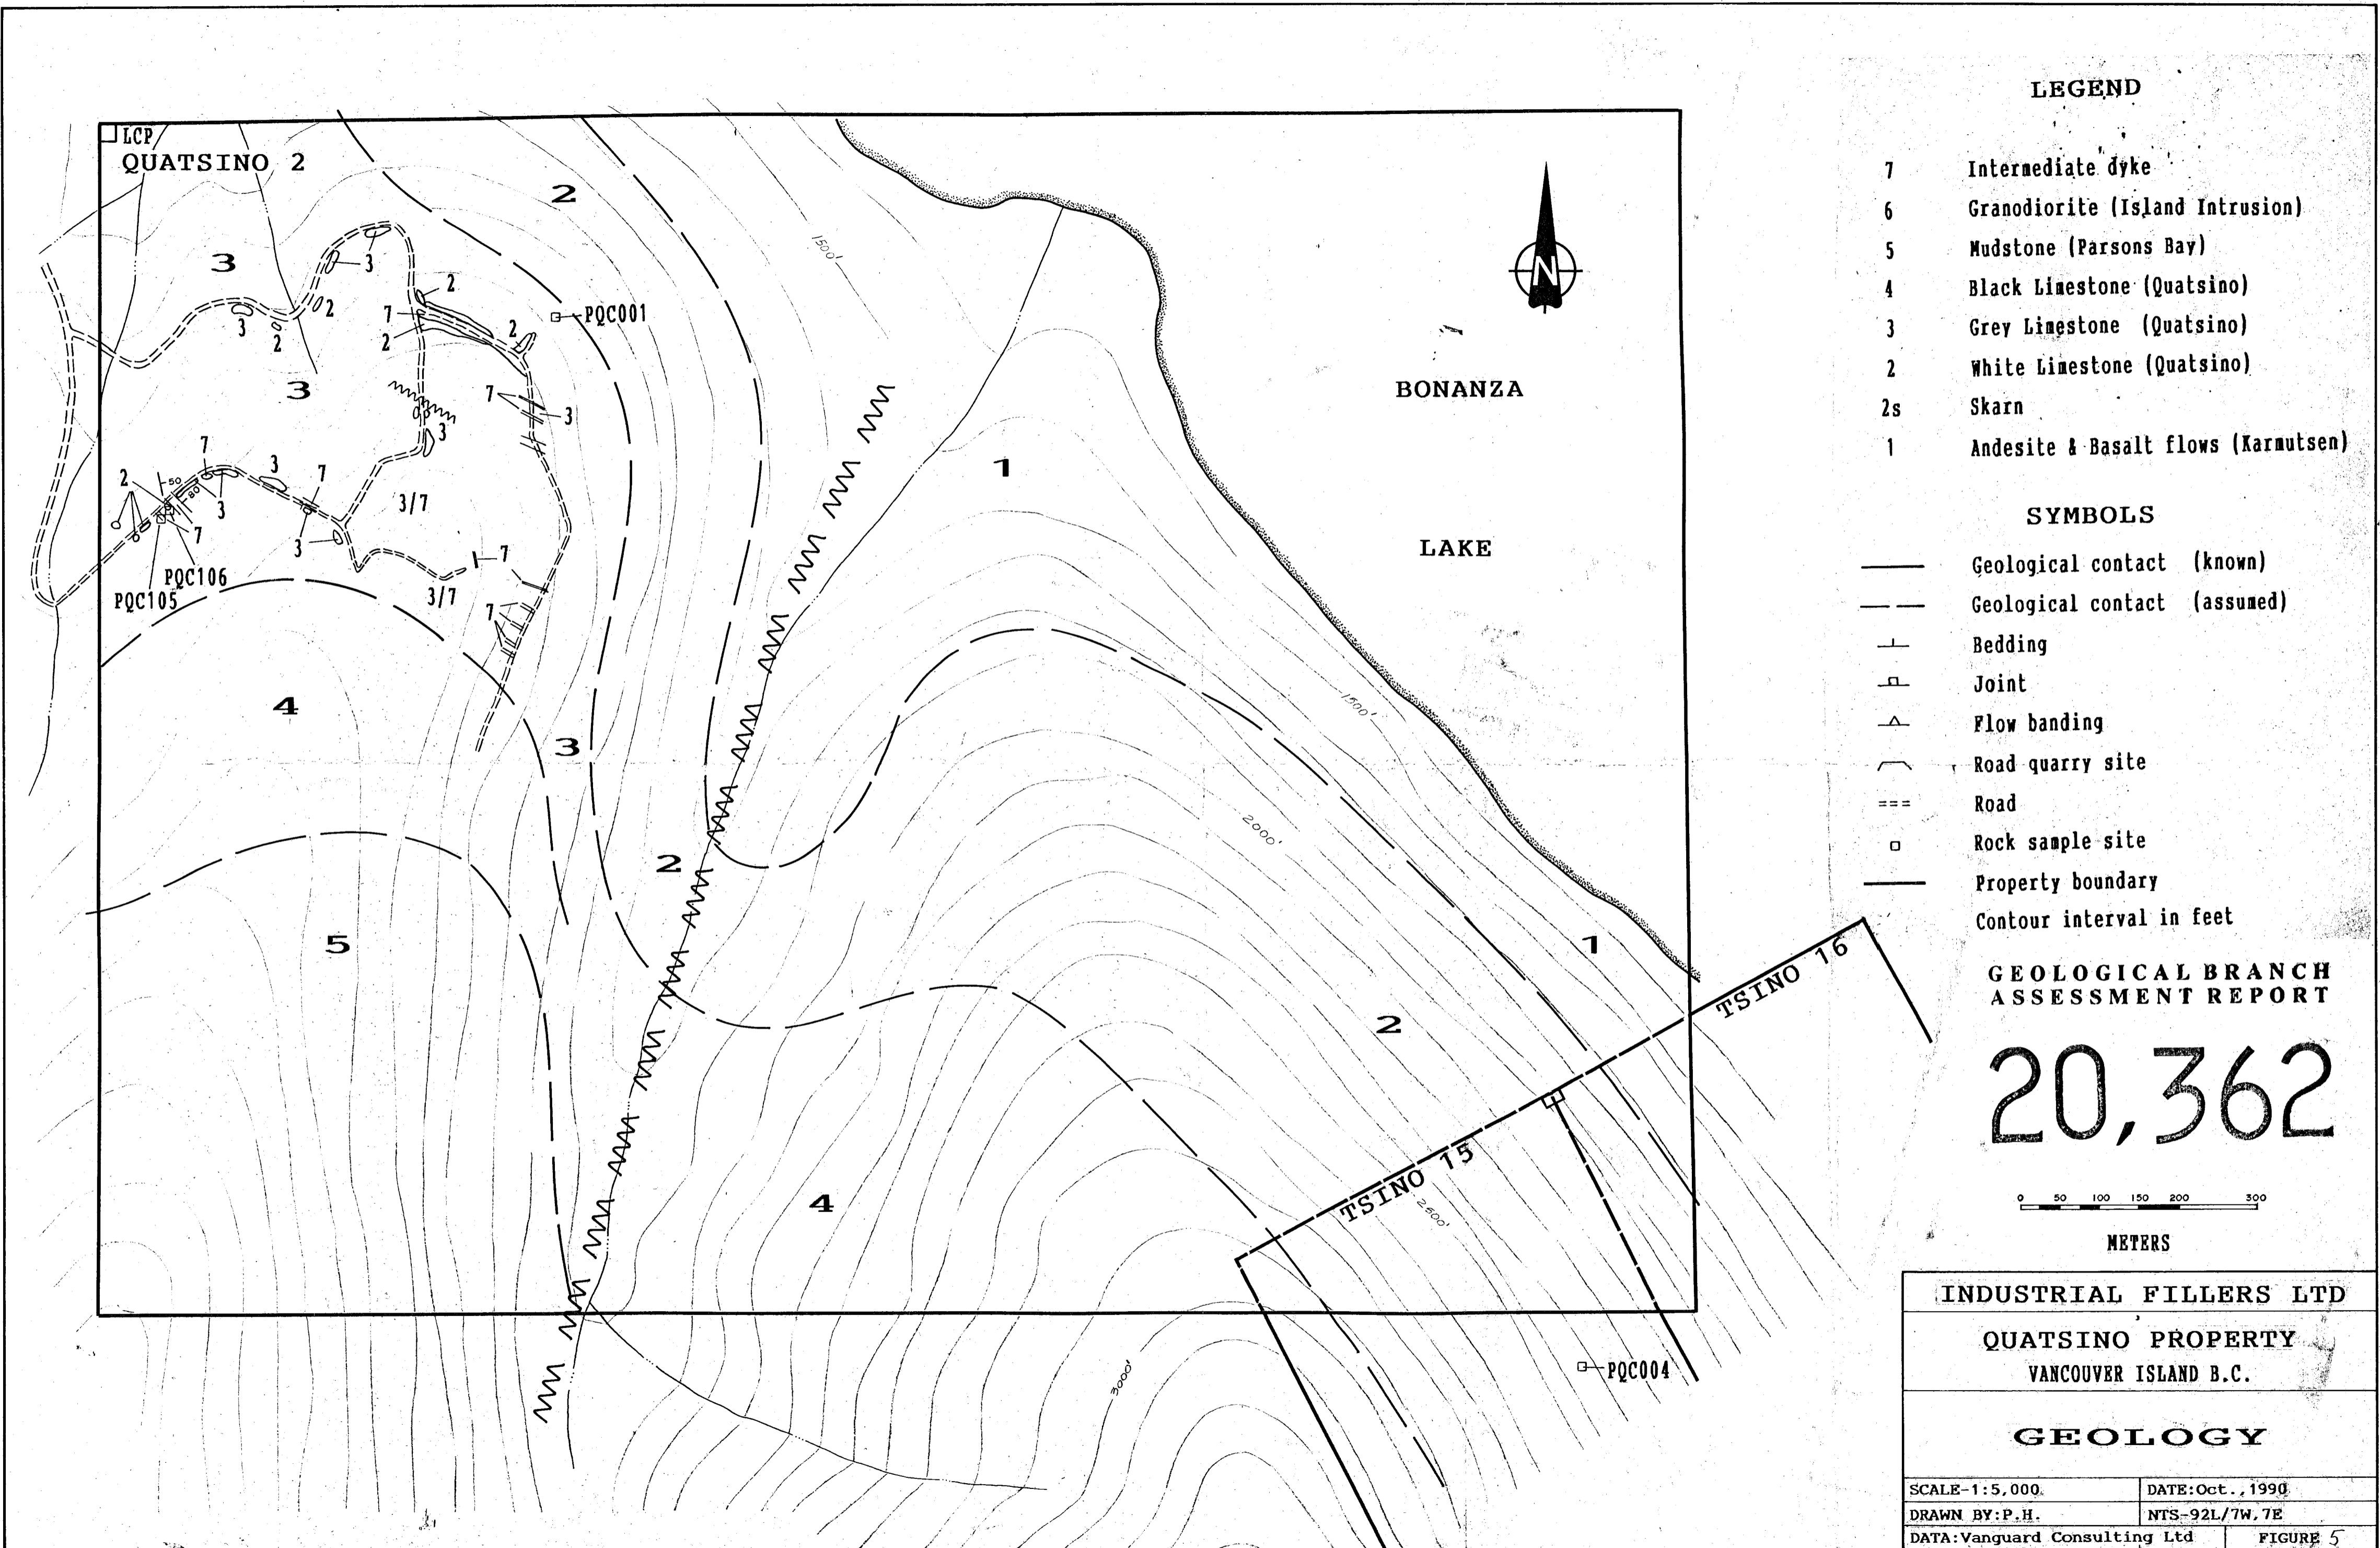 LCP
QUATSINO 2
2
1500'
3
3
2
2
3
2
7
2
2
PQC001
3
7
3
3
BONANZA
LAKE
1
7
3
7
2
50
80
3
7
3
3/7
7
PQC106
PQC105
3/7
7
4
3
1500'
2000'
2
5
1
2
TSINO 16
TSINO 15
2500'
4
3000'
PQC004
N
LEGEND
7 Intermediate dyke
6 Granodiorite (Island Intrusion)
5 Mudstone (Parsons Bay)
4 Black Limestone (Quatsino)
3 Grey Limestone (Quatsino)
2 White Limestone (Quatsino)
2s Skarn
1 Andesite & Basalt flows (Karmutsen)
SYMBOLS
Geological contact (known)
Geological contact (assumed)
Bedding
Joint
Flow banding
Road quarry site
Road
Rock sample site
Property boundary
Contour interval in feet
GEOLOGICAL BRANCH
ASSESSMENT REPORT
20,362
0 50 100 150 200 300
METERS
INDUSTRIAL FILLERS LTD
QUATSINO PROPERTY
VANCOUVER ISLAND B.C.
GEOLOGY
SCALE-1:5,000 DATE:Oct.,1990
DRAWN BY:P.H. NTS-92L/7W,7E
DATA:Vanguard Consulting Ltd FIGURE 5